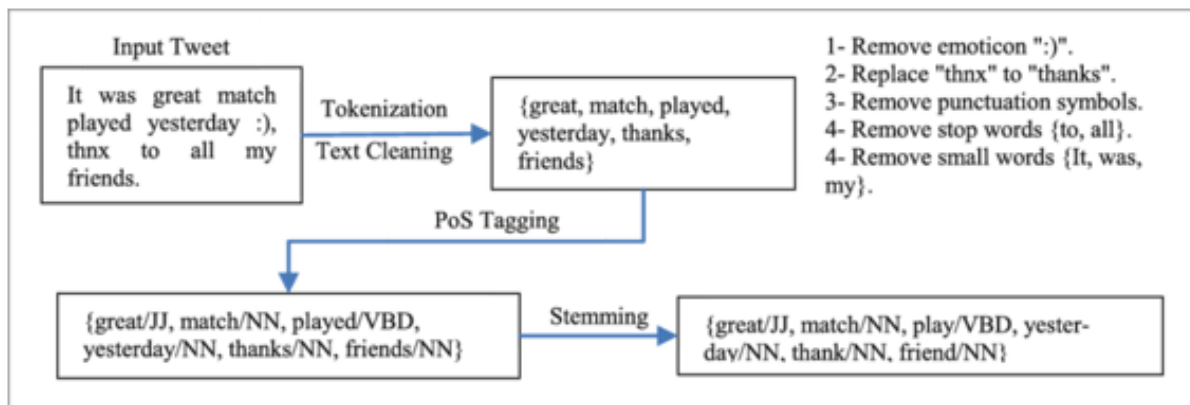 Input Tweet
It was great match
played yesterday :),
thnx to all my
friends.
Tokenization
Text Cleaning
{great, match, played,
yesterday, thanks,
friends}
1- Remove emoticon ":)".
2- Replace "thnx" to "thanks".
3- Remove punctuation symbols.
4- Remove stop words {to, all}.
4- Remove small words {It, was,
my}.
PoS Tagging
{great/JJ, match/NN, played/VBD,
yesterday/NN, thanks/NN, friends/NN}
Stemming
{great/JJ, match/NN, play/VBD, yester-
day/NN, thank/NN, friend/NN}